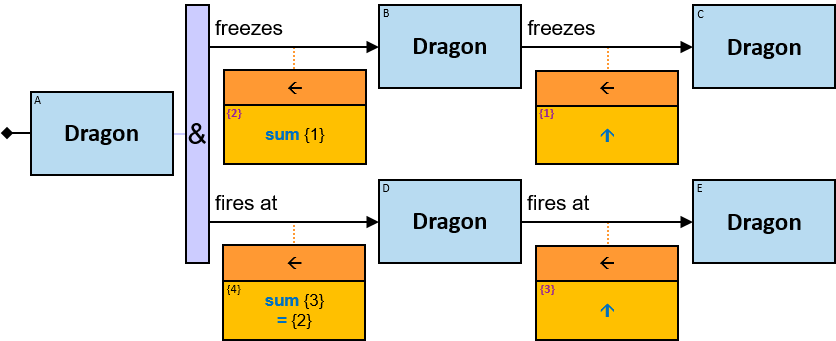 freezes
freezes
B
Dragon
C
Dragon
←
{2}
sum {1}
←
{1}
↑
A
Dragon
&
fires at
fires at
D
Dragon
E
Dragon
←
{4}
sum {3}
= {2}
←
{3}
↑